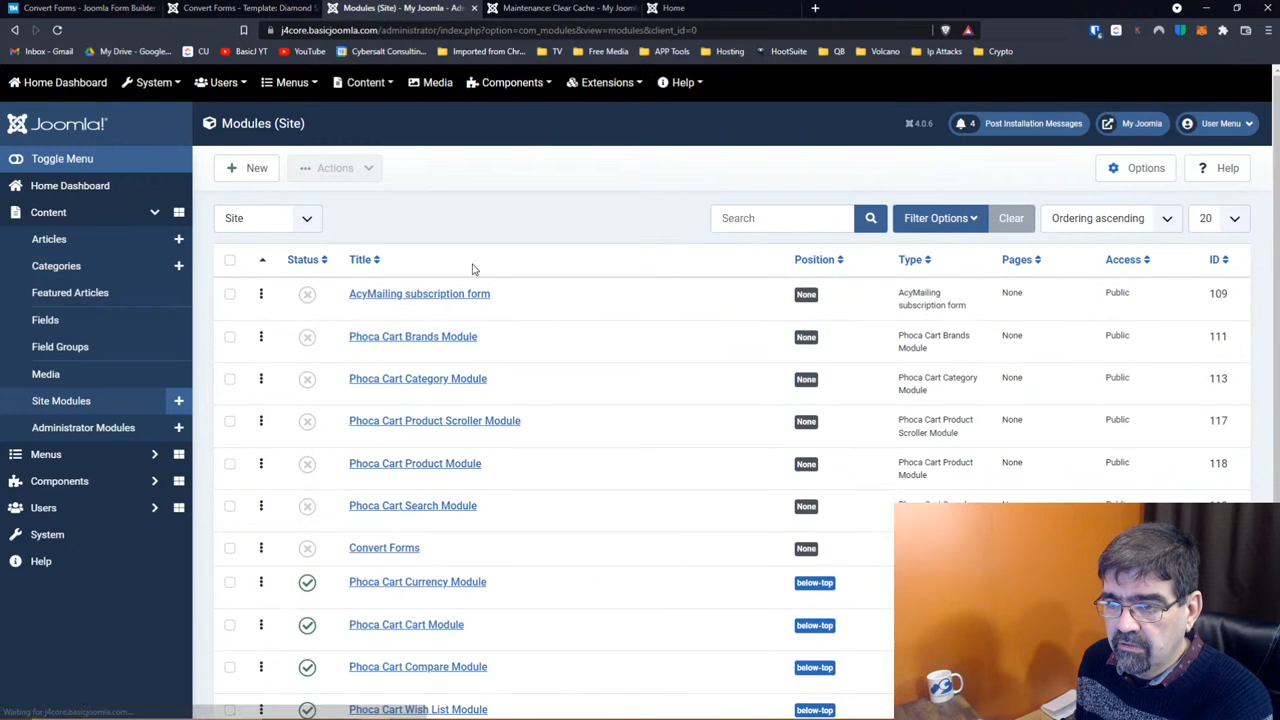 Convert Forms - Joomla Form Builder
Convert Forms - Template: Diamond S
Modules (Site) - My Joomla - Ad
Maintenance: Clear Cache - My Joom
Home
j4core.basicjoomla.com/administrator/index.php?option=com_modules&view=modules&client_id=0
Inbox - Gmail
My Drive - Google...
CU
BasicJ YT
YouTube
Cybersalt Consulting...
Imported from Chr...
TV
Free Media
APP Tools
Hosting
HootSuite
QB
Volcano
Ip Attacks
Crypto
Home Dashboard
System
Users
Menus
Content
Media
Components
Extensions
Help
Joomla!
Modules (Site)
4.0.6
4
Post Installation Messages
My Joomla
User Menu
Toggle Menu
Home Dashboard
Content
Articles
Categories
Featured Articles
Fields
Field Groups
Media
Site Modules
Administrator Modules
Menus
Components
Users
System
Help
New
Actions
Options
Help
Site
Search
Filter Options
Clear
Ordering ascending
20
Status Title Position Type Pages Access ID
AcyMailing subscription form None AcyMailing subscription form None Public 109
Phoca Cart Brands Module None Phoca Cart Brands Module None Public 111
Phoca Cart Category Module None Phoca Cart Category Module None Public 113
Phoca Cart Product Scroller Module None Phoca Cart Product Scroller Module None Public 117
Phoca Cart Product Module None Phoca Cart Product Module None Public 118
Phoca Cart Search Module None
Convert Forms None
Phoca Cart Currency Module below-top
Phoca Cart Cart Module below-top
Phoca Cart Compare Module below-top
Phoca Cart Wish List Module below-top
Waiting for j4core.basicjoomla.com...